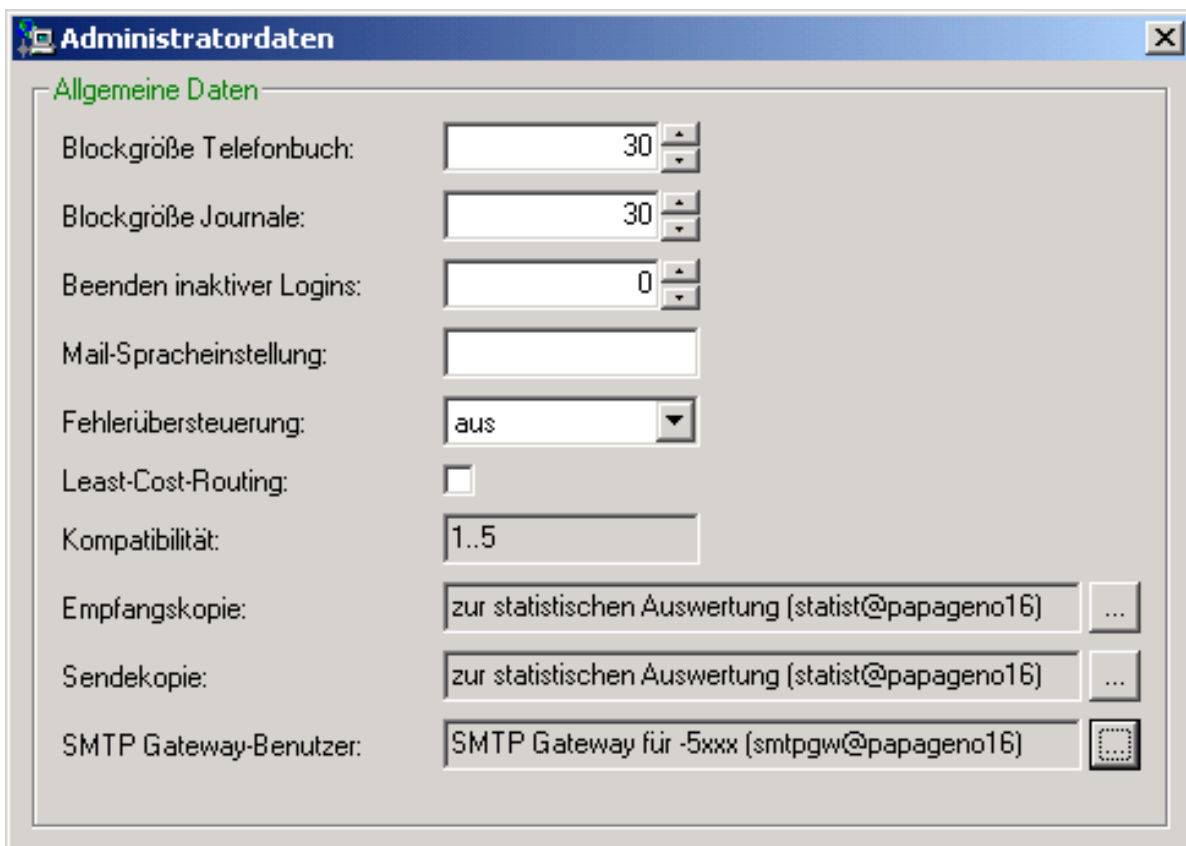 Administratordaten
Allgemeine Daten
Blockgröße Telefonbuch: 30
Blockgröße Journale: 30
Beenden inaktiver Logins: 0
Mail-Spracheinstellung:
Fehlerübersteuerung: aus
Least-Cost-Routing:
Kompatibilität: 1..5
Empfangskopie: zur statistischen Auswertung (statist@papageno16) ...
Sendekopie: zur statistischen Auswertung (statist@papageno16) ...
SMTP Gateway-Benutzer: SMTP Gateway für -5xxx (smtpgw@papageno16) ...